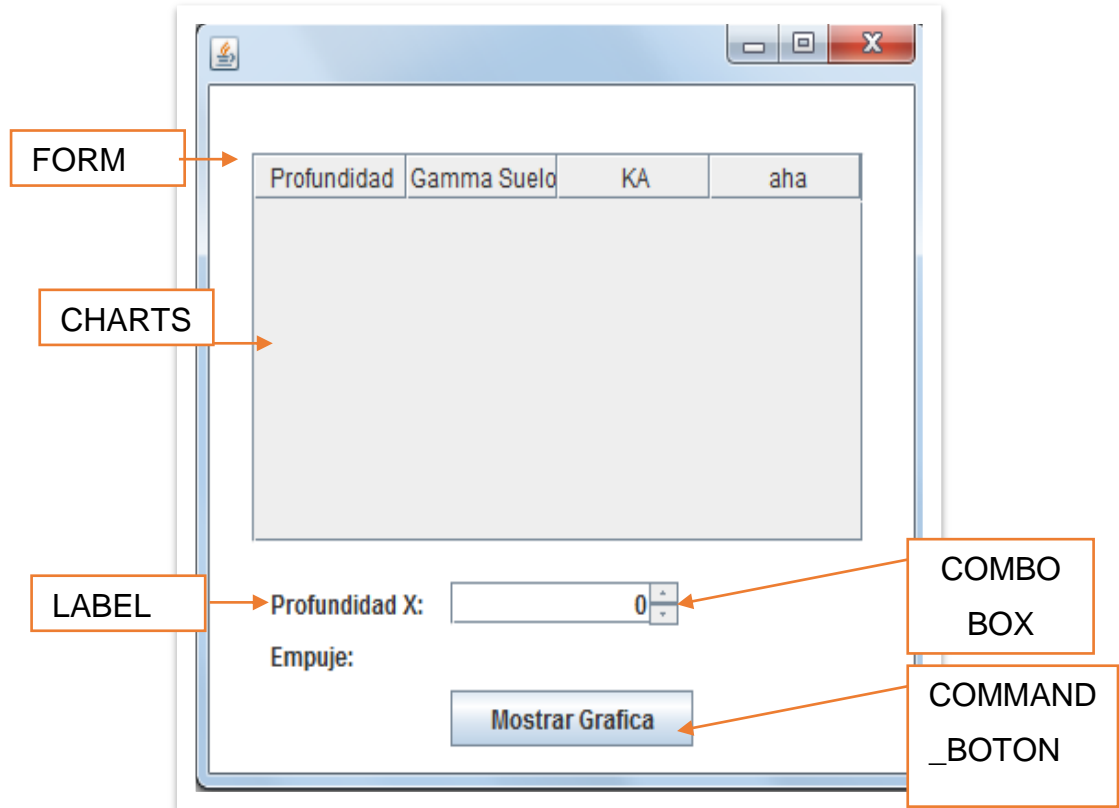 FORM
Profundidad Gamma Suelo KA aha
CHARTS
LABEL
Profundidad X: 0
COMBO
BOX
Empuje:
Mostrar Grafica
COMMAND
_BOTON